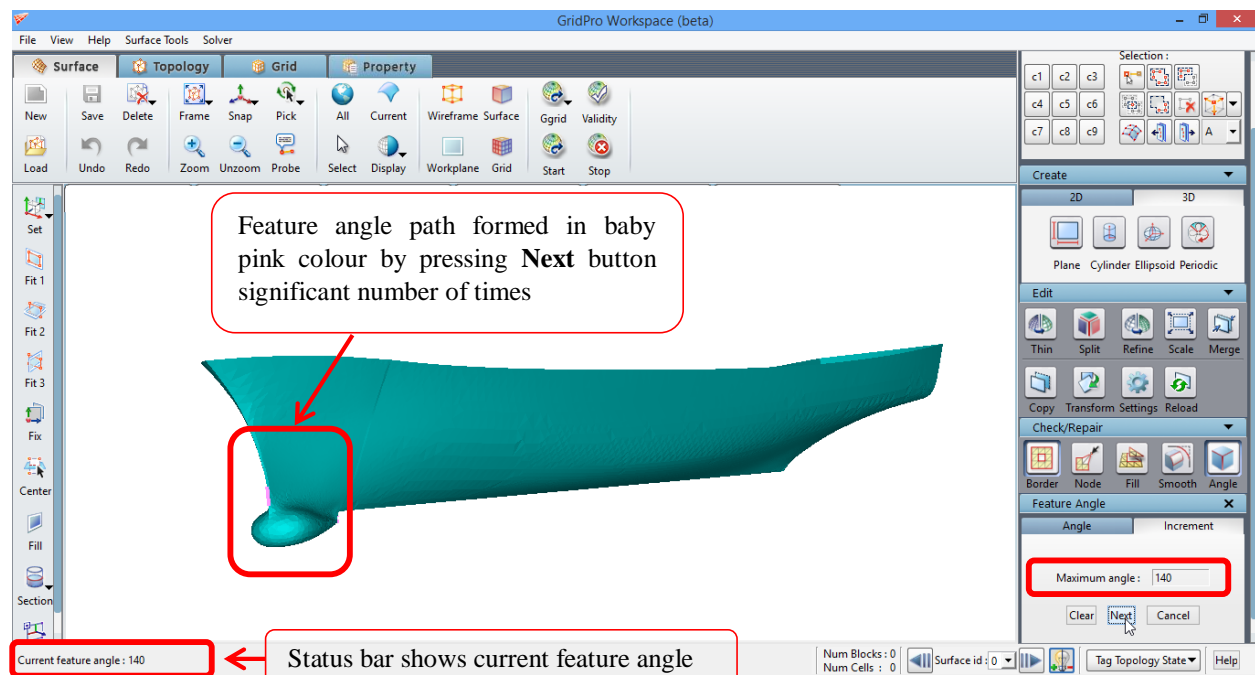 GridPro Workspace (beta)
File View Help Surface Tools Solver
Surface Topology Grid Property
New Save Delete Frame Snap Pick All Current Wireframe Surface Ggrid Validity
Load Undo Redo Zoom Unzoom Probe Select Display Workplane Grid Start Stop
Set
Fit 1
Fit 2
Fit 3
Fix
Center
Fill
Section
Feature angle path formed in baby
pink colour by pressing Next button
significant number of times
Selection :
c1 c2 c3
c4 c5 c6
c7 c8 c9 A
Create
2D 3D
Plane Cylinder Ellipsoid Periodic
Edit
Thin Split Refine Scale Merge
Copy Transform Settings Reload
Check/Repair
Border Node Fill Smooth Angle
Feature Angle X
Angle Increment
Maximum angle : 140
Clear Next Cancel
Current feature angle : 140
Status bar shows current feature angle
Num Blocks : 0
Num Cells : 0
Surface id : 0
Tag Topology State
Help